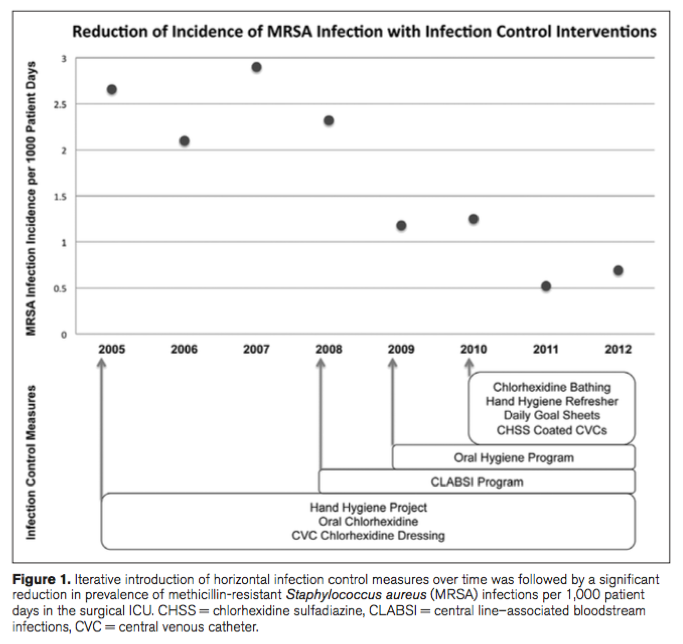 Reduction of Incidence of MRSA Infection with Infection Control Interventions
MRSA Infection Incidence per 1000 Patient Days
3
2.5
2
1.5
1
0.5
0
2005 2006 2007 2008 2009 2010 2011 2012
Infection Control Measures
Chlorhexidine Bathing
Hand Hygiene Refresher
Daily Goal Sheets
CHSS Coated CVCs
Oral Hygiene Program
CLABSI Program
Hand Hygiene Project
Oral Chlorhexidine
CVC Chlorhexidine Dressing
Figure 1. Iterative introduction of horizontal infection control measures over time was followed by a significant
reduction in prevalence of methicillin-resistant Staphylococcus aureus (MRSA) infections per 1,000 patient
days in the surgical ICU. CHSS = chlorhexidine sulfadiazine, CLABSI = central line–associated bloodstream
infections, CVC = central venous catheter.